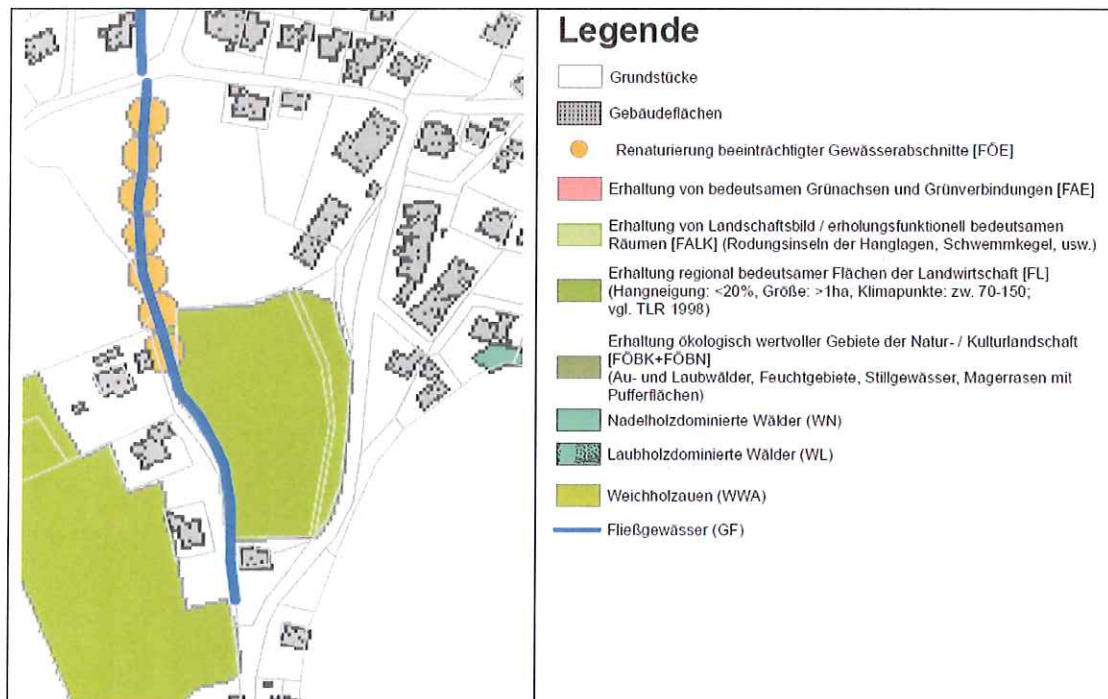 Legende
Grundstücke
Gebäudeflächen
Renaturierung beeinträchtigter Gewässerabschnitte [FÖE]
Erhaltung von bedeutsamen Grünachsen und Grünverbindungen [FAE]
Erhaltung von Landschaftsbild / erholungsfunktionell bedeutsamen
Räumen [FALK] (Rodungsinseln der Hanglagen, Schwemmkegel, usw.)
Erhaltung regional bedeutsamer Flächen der Landwirtschaft [FL]
(Hangneigung: <20%, Größe: >1ha, Klimapunkte: zw. 70-150;
vgl. TLR 1998)
Erhaltung ökologisch wertvoller Gebiete der Natur- / Kulturlandschaft
[FÖBK+FÖBN]
(Au- und Laubwälder, Feuchtgebiete, Stillgewässer, Magerrasen mit
Pufferflächen)
Nadelholzdominierte Wälder (WN)
Laubholzdominierte Wälder (WL)
Weichholzauen (WWA)
Fließgewässer (GF)